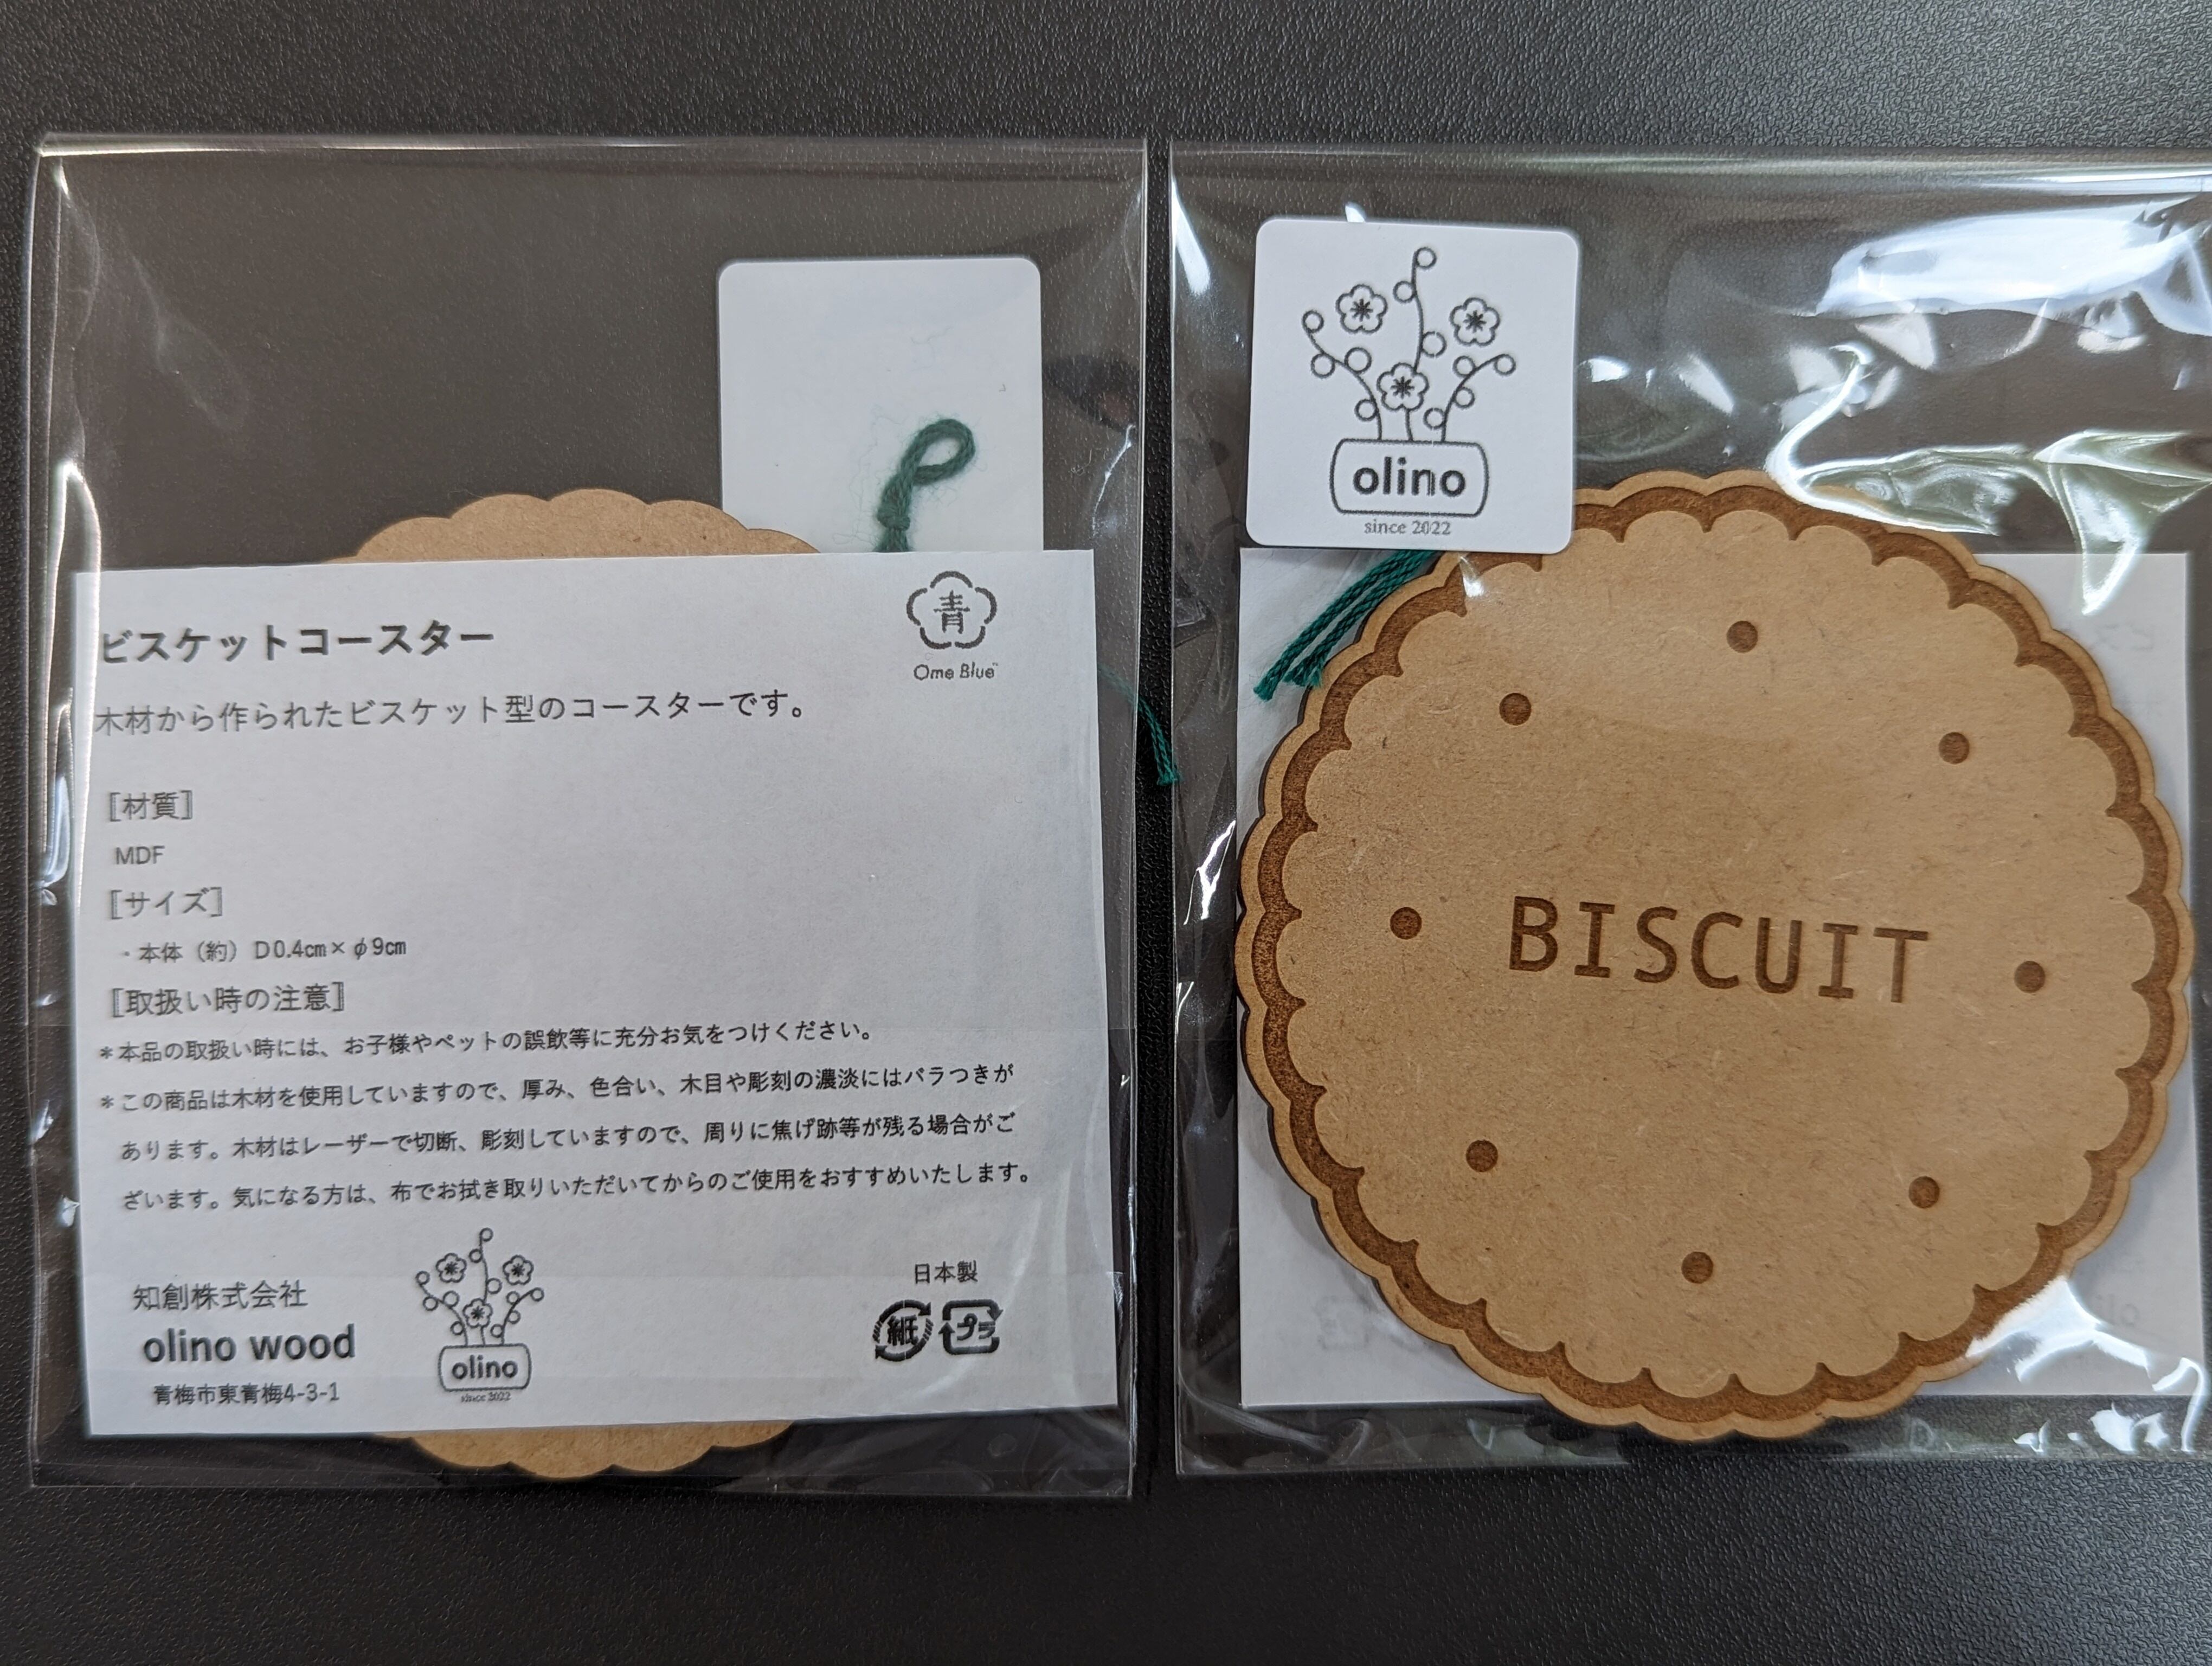 ビスケットコースター
青
Ome Blue™
木材から作られたビスケット型のコースターです。
[材質]
MDF
[サイズ]
・本体（約）D0.4㎝×φ9㎝
[取扱い時の注意]
＊本品の取扱い時には、お子様やペットの誤飲等に充分お気をつけください。
＊この商品は木材を使用していますので、厚み、色合い、木目や彫刻の濃淡にはバラつきが
あります。木材はレーザーで切断、彫刻していますので、周りに焦げ跡等が残る場合がご
ざいます。気になる方は、布でお拭き取りいただいてからのご使用をおすすめいたします。
知創株式会社
olino wood
青梅市東青梅4-3-1
olino
since 2022
日本製
紙
プラ
olino
since 2022
BISCUIT